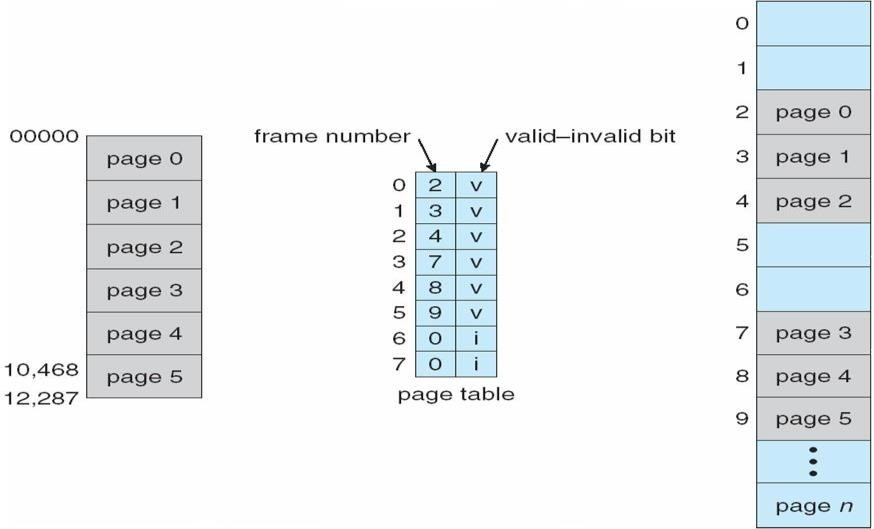 00000
page 0
page 1
page 2
page 3
page 4
10,468
page 5
12,287
frame number
valid–invalid bit
0 2 v
1 3 v
2 4 v
3 7 v
4 8 v
5 9 v
6 0 i
7 0 i
page table
0
1
2 page 0
3 page 1
4 page 2
5
6
7 page 3
8 page 4
9 page 5
page n